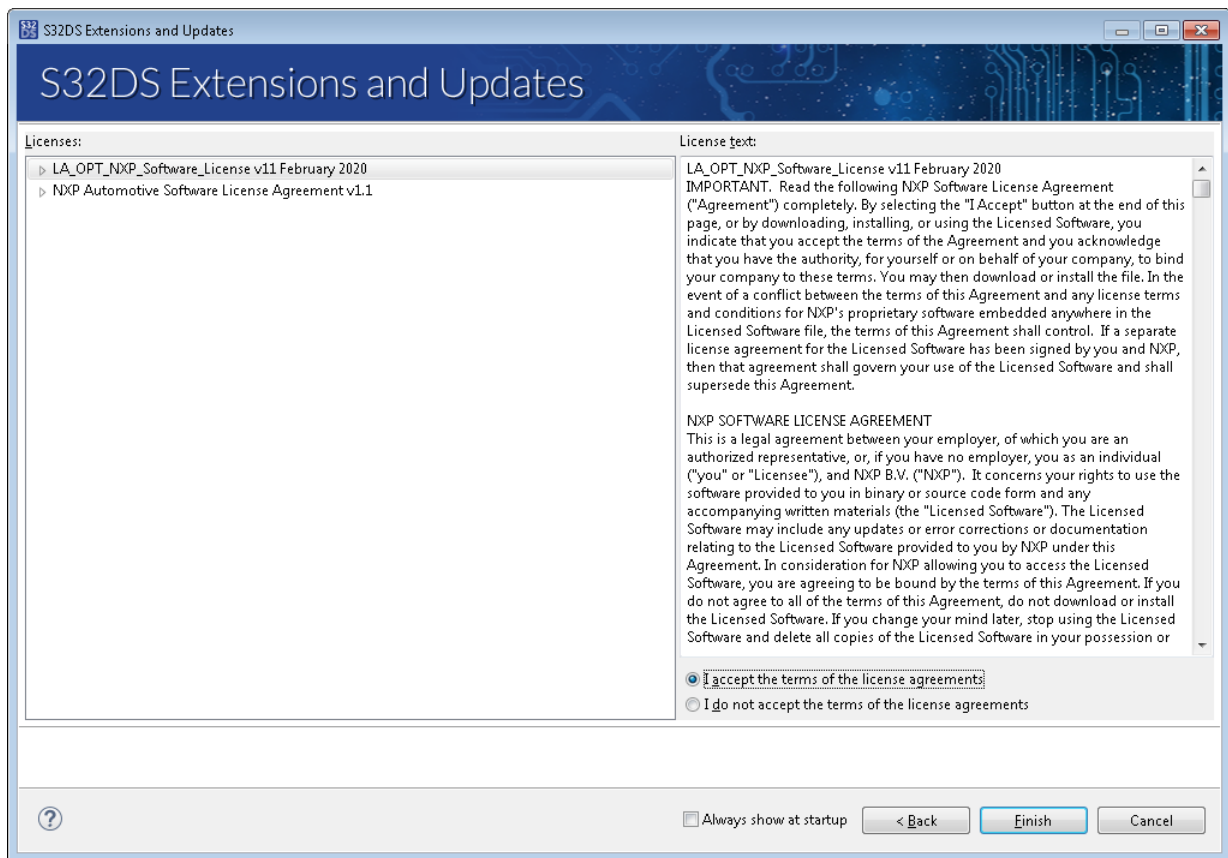 S32DS Extensions and Updates
S32DS Extensions and Updates
Licenses:
LA_OPT_NXP_Software_License v11 February 2020
NXP Automotive Software License Agreement v1.1
License text:
LA_OPT_NXP_Software_License v11 February 2020
IMPORTANT.  Read the following NXP Software License Agreement
("Agreement") completely. By selecting the "I Accept" button at the end of this
page, or by downloading, installing, or using the Licensed Software, you
indicate that you accept the terms of the Agreement and you acknowledge
that you have the authority, for yourself or on behalf of your company, to bind
your company to these terms. You may then download or install the file. In the
event of a conflict between the terms of this Agreement and any license terms
and conditions for NXP's proprietary software embedded anywhere in the
Licensed Software file, the terms of this Agreement shall control.  If a separate
license agreement for the Licensed Software has been signed by you and NXP,
then that agreement shall govern your use of the Licensed Software and shall
supersede this Agreement.
NXP SOFTWARE LICENSE AGREEMENT
This is a legal agreement between your employer, of which you are an
authorized representative, or, if you have no employer, you as an individual
("you" or "Licensee"), and NXP B.V. ("NXP").  It concerns your rights to use the
software provided to you in binary or source code form and any
accompanying written materials (the "Licensed Software"). The Licensed
Software may include any updates or error corrections or documentation
relating to the Licensed Software provided to you by NXP under this
Agreement. In consideration for NXP allowing you to access the Licensed
Software, you are agreeing to be bound by the terms of this Agreement. If you
do not agree to all of the terms of this Agreement, do not download or install
the Licensed Software. If you change your mind later, stop using the Licensed
Software and delete all copies of the Licensed Software in your possession or
I accept the terms of the license agreements
I do not accept the terms of the license agreements
Always show at startup
< Back
Finish
Cancel